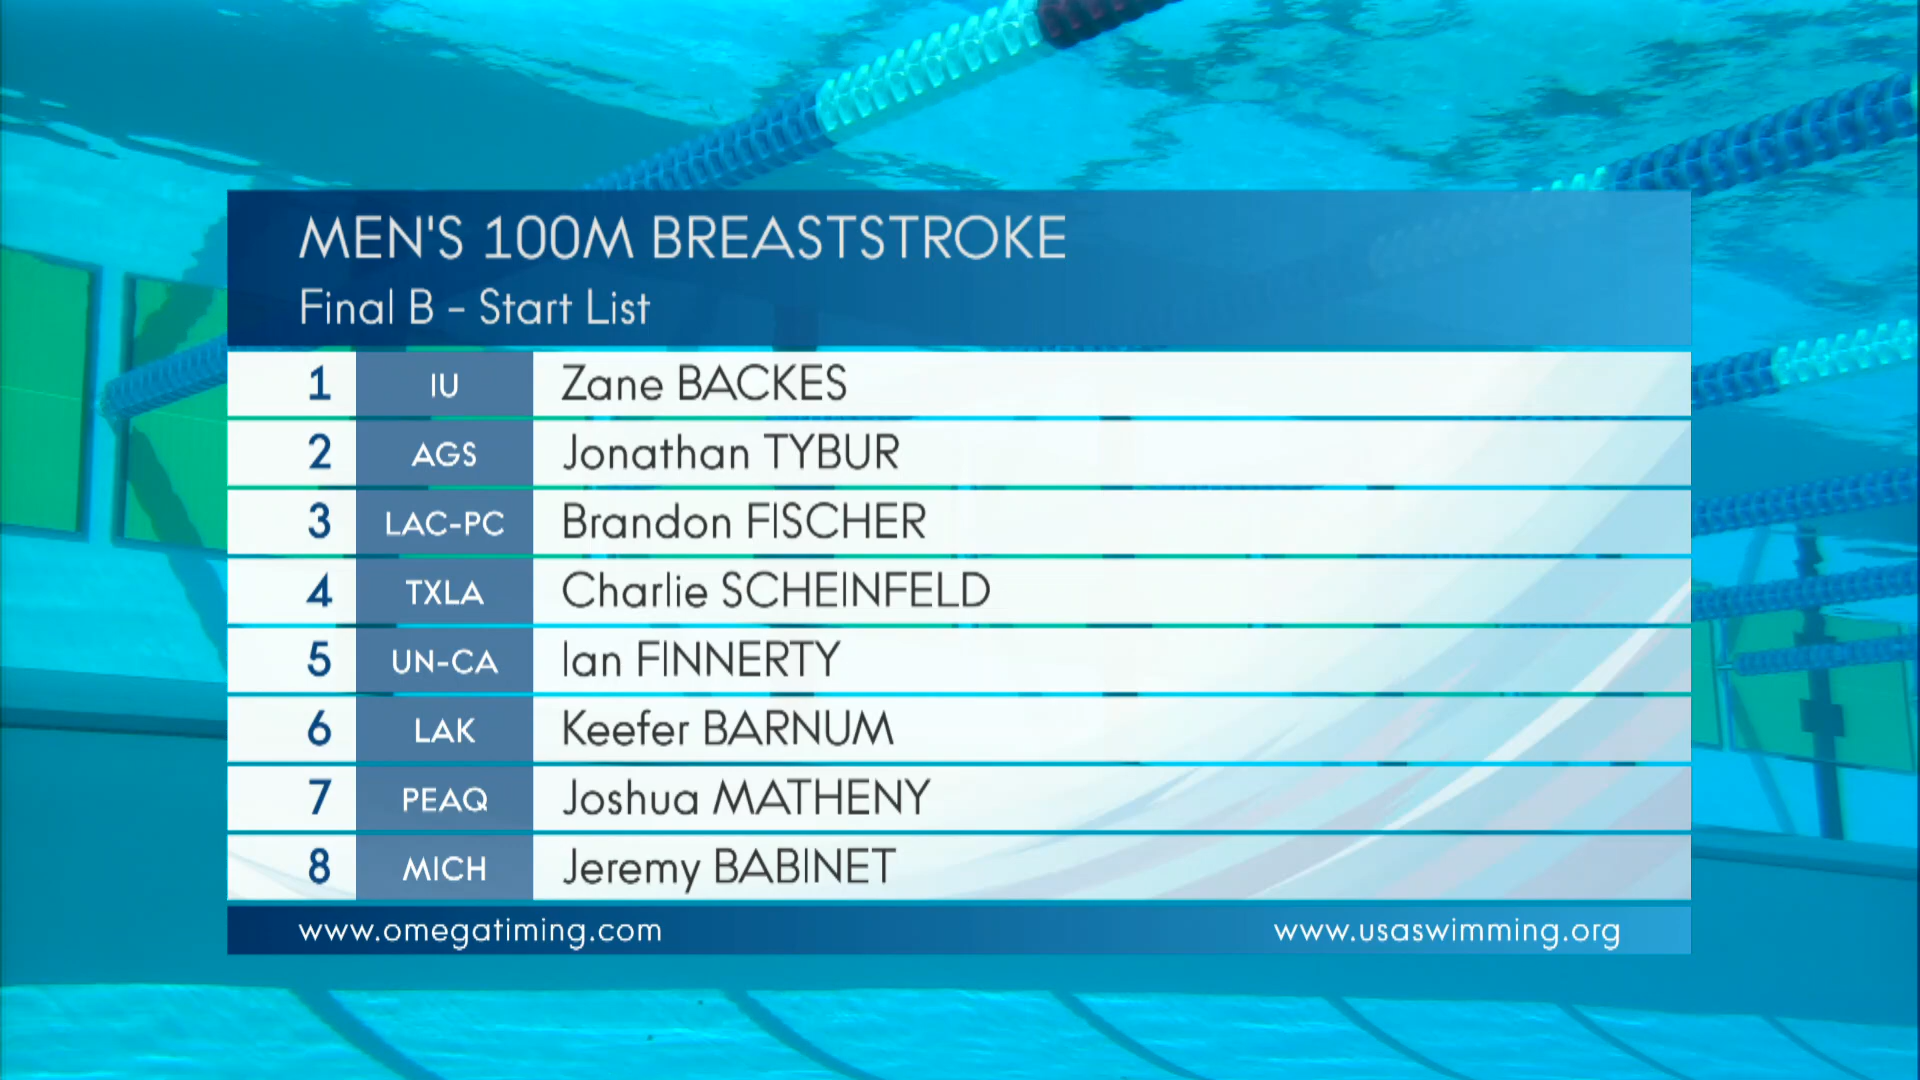 MEN'S 100M BREASTSTROKE
Final B - Start List
1 IU Zane BACKES
2 AGS Jonathan TYBUR
3 LAC-PC Brandon FISCHER
4 TXLA Charlie SCHEINFELD
5 UN-CA Ian FINNERTY
6 LAK Keefer BARNUM
7 PEAQ Joshua MATHENY
8 MICH Jeremy BABINET
www.omegatiming.com www.usaswimming.org